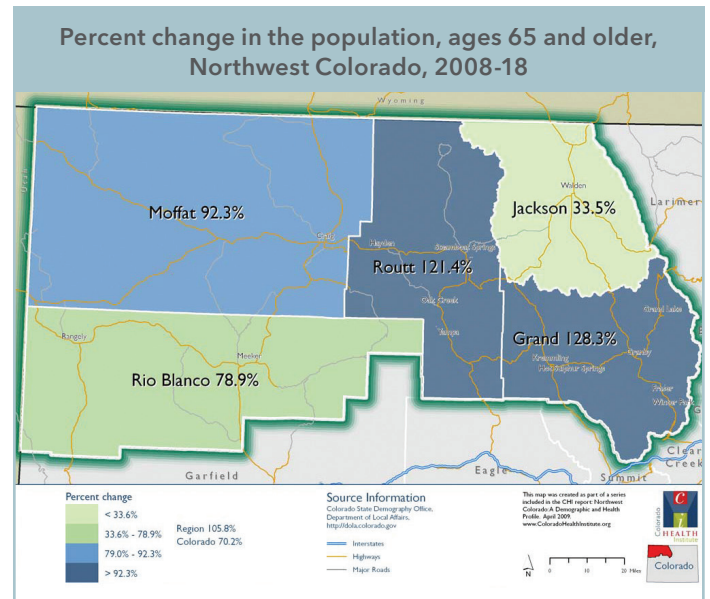 Percent change in the population, ages 65 and older,
Northwest Colorado, 2008-18
Wyoming
Utah
Moffat 92.3%
Walden
Jackson 33.5%
Larimer
Craig
Hayden
Steamboat Springs
Routt 121.4%
Oak Creek
Yampa
Grand Lake
Grand 128.3%
Rangely
Meeker
Rio Blanco 78.9%
Kremmling
Hot Sulphur Springs
Granby
Fraser
Winter Park
Garfield
Eagle
Summit
Clear
Creek
Percent change
< 33.6%
33.6% - 78.9%
79.0% - 92.3%
> 92.3%
Region 105.8%
Colorado 70.2%
Source Information
Colorado State Demography Office,
Department of Local Affairs,
http://dola.colorado.gov
Interstates
Highways
Major Roads
This map was created as part of a series
included in the CHI report: Northwest
Colorado: A Demographic and Health
Profile. April 2009.
www.ColoradoHealthInstitute.org
N
0 10 20 Miles
c
h
i
Colorado
HEALTH
Institute
Colorado